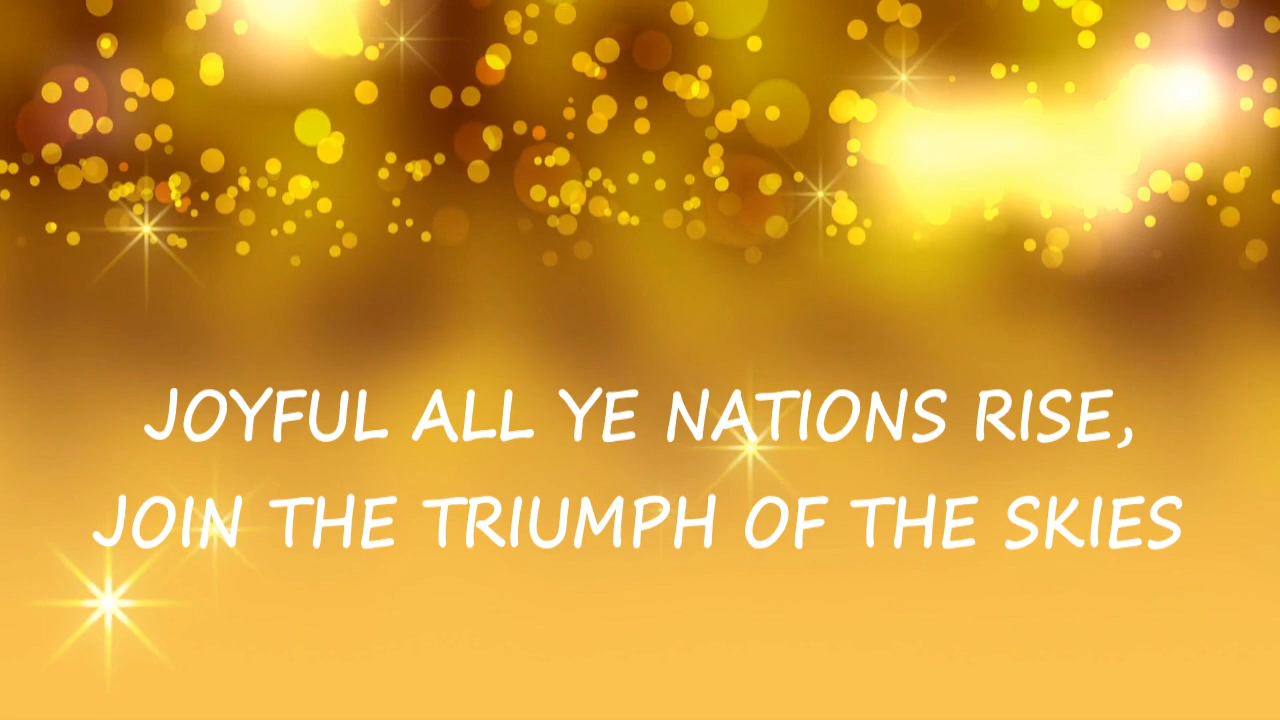 JOYFUL ALL YE NATIONS RISE,
JOIN THE TRIUMPH OF THE SKIES